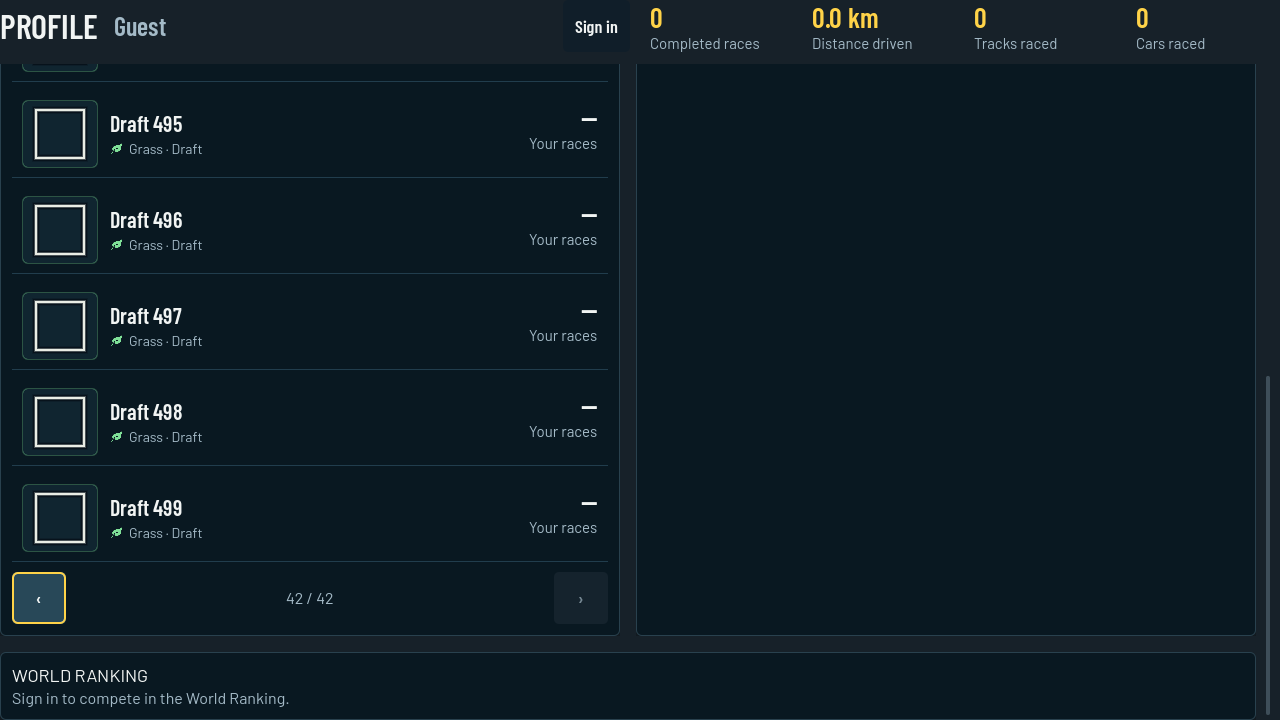 PROFILE Guest
Sign in
0
Completed races
0.0 km
Distance driven
0
Tracks raced
0
Cars raced
Draft 495
Grass · Draft
—
Your races
Draft 496
Grass · Draft
—
Your races
Draft 497
Grass · Draft
—
Your races
Draft 498
Grass · Draft
—
Your races
Draft 499
Grass · Draft
—
Your races
‹
42 / 42
›
WORLD RANKING
Sign in to compete in the World Ranking.